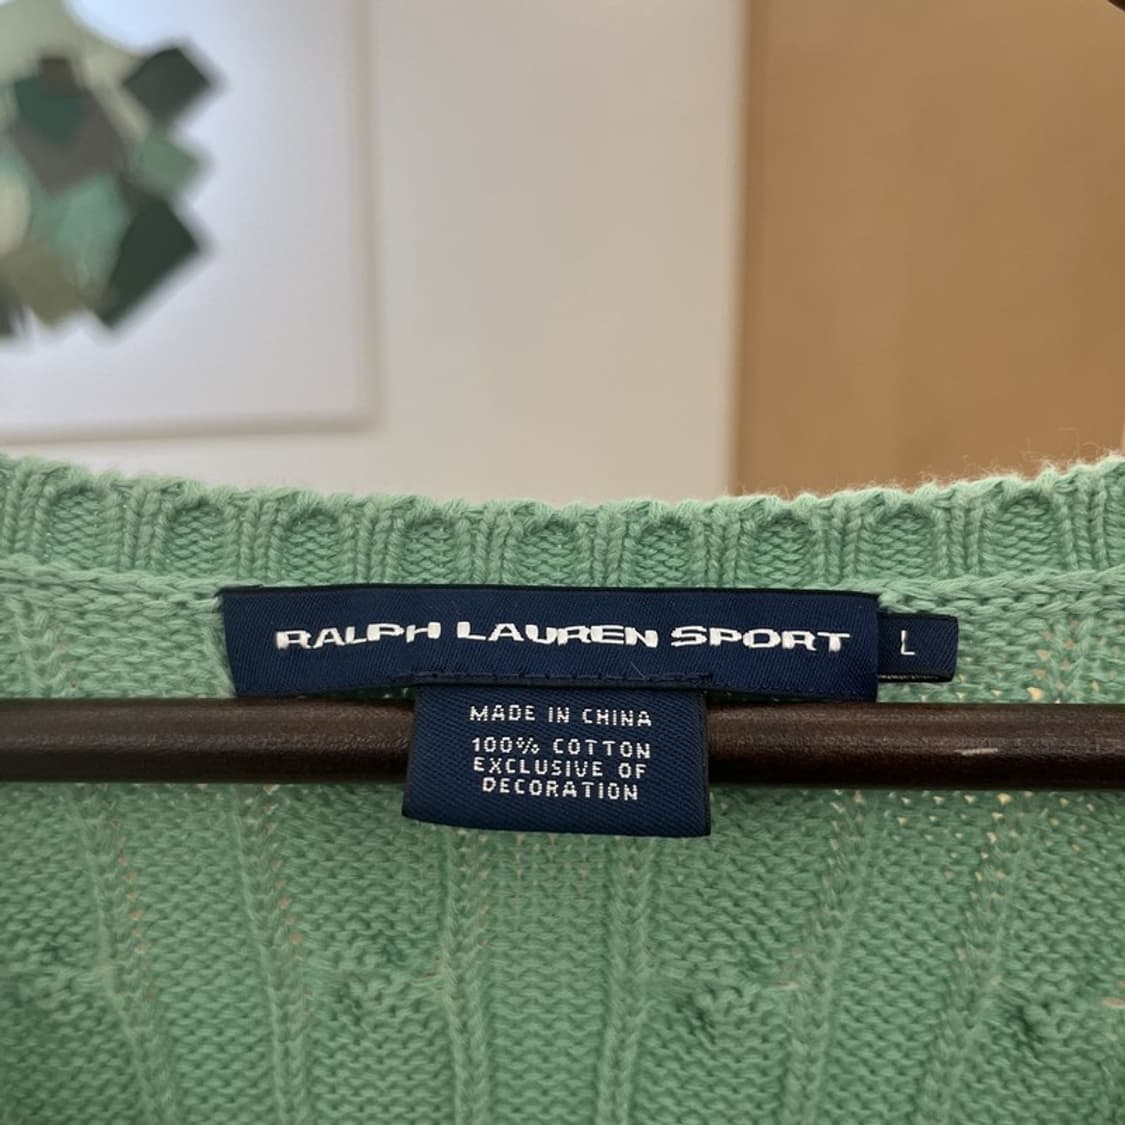 RALPH LAUREN SPORT
L
MADE IN CHINA
100% COTTON
EXCLUSIVE OF
DECORATION